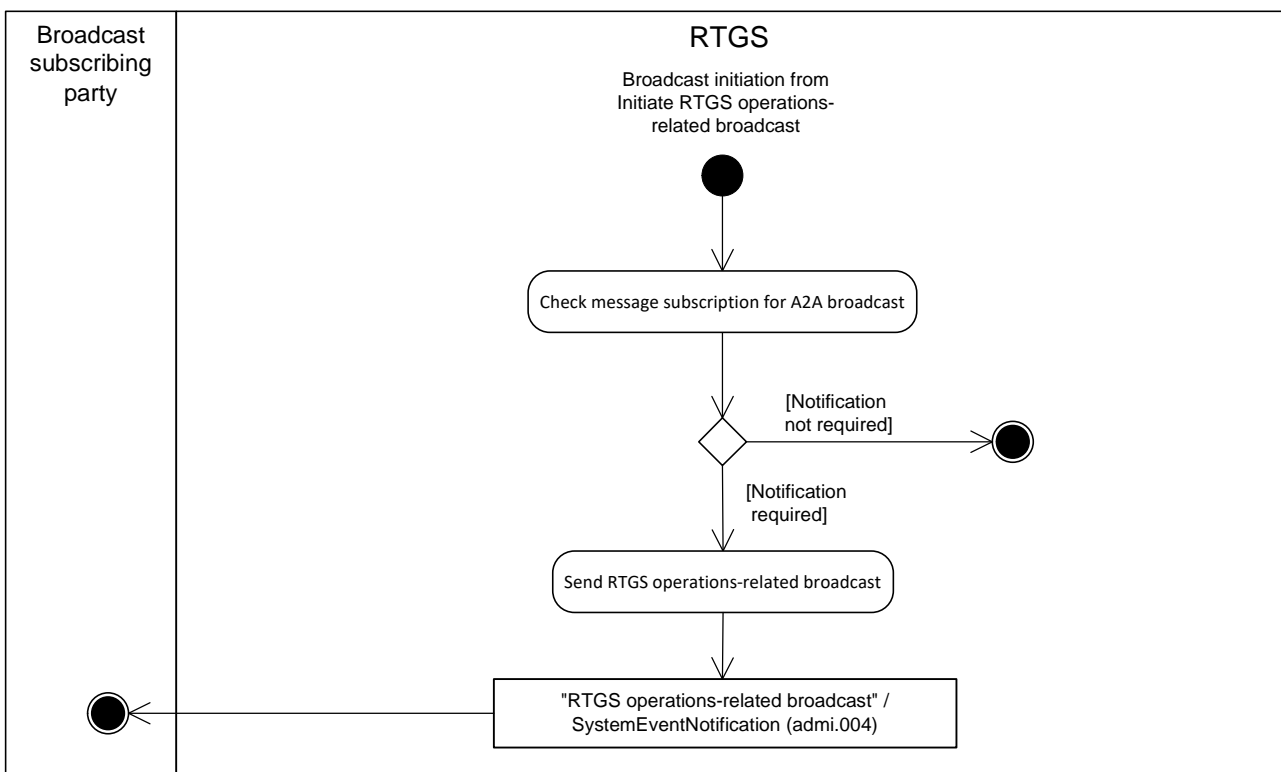 Broadcast
subscribing
party
RTGS
Broadcast initiation from
Initiate RTGS operations-
related broadcast
Check message subscription for A2A broadcast
[Notification
not required]
[Notification
required]
Send RTGS operations-related broadcast
"RTGS operations-related broadcast" /
SystemEventNotification (admi.004)